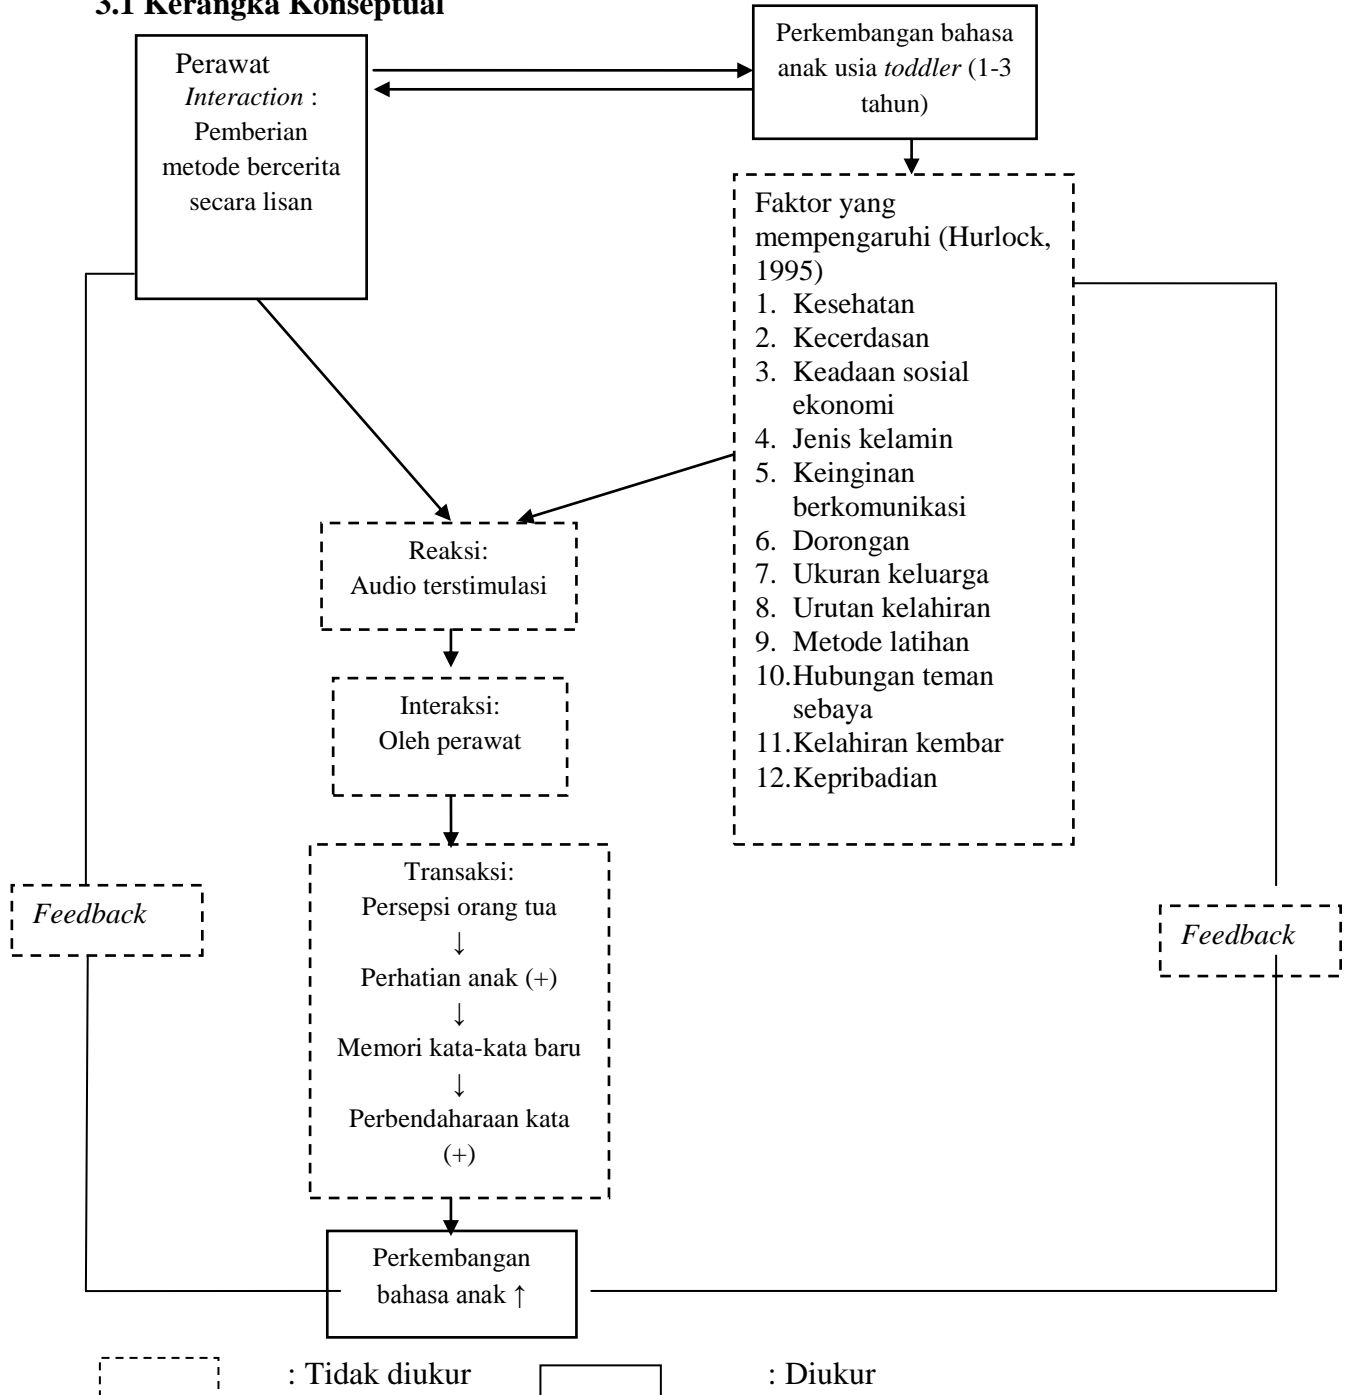 3.1 Kerangka Konseptual
Perawat
Interaction :
Pemberian
metode bercerita
secara lisan
Perkembangan bahasa
anak usia toddler (1-3
tahun)
Faktor yang
mempengaruhi (Hurlock,
1995)
1. Kesehatan
2. Kecerdasan
3. Keadaan sosial
ekonomi
4. Jenis kelamin
5. Keinginan
berkomunikasi
6. Dorongan
7. Ukuran keluarga
8. Urutan kelahiran
9. Metode latihan
10.Hubungan teman
sebaya
11.Kelahiran kembar
12.Kepribadian
Reaksi:
Audio terstimulasi
Interaksi:
Oleh perawat
Transaksi:
Persepsi orang tua
↓
Perhatian anak (+)
↓
Memori kata-kata baru
↓
Perbendaharaan kata
(+)
Feedback
Feedback
Perkembangan
bahasa anak ↑
: Tidak diukur
: Diukur